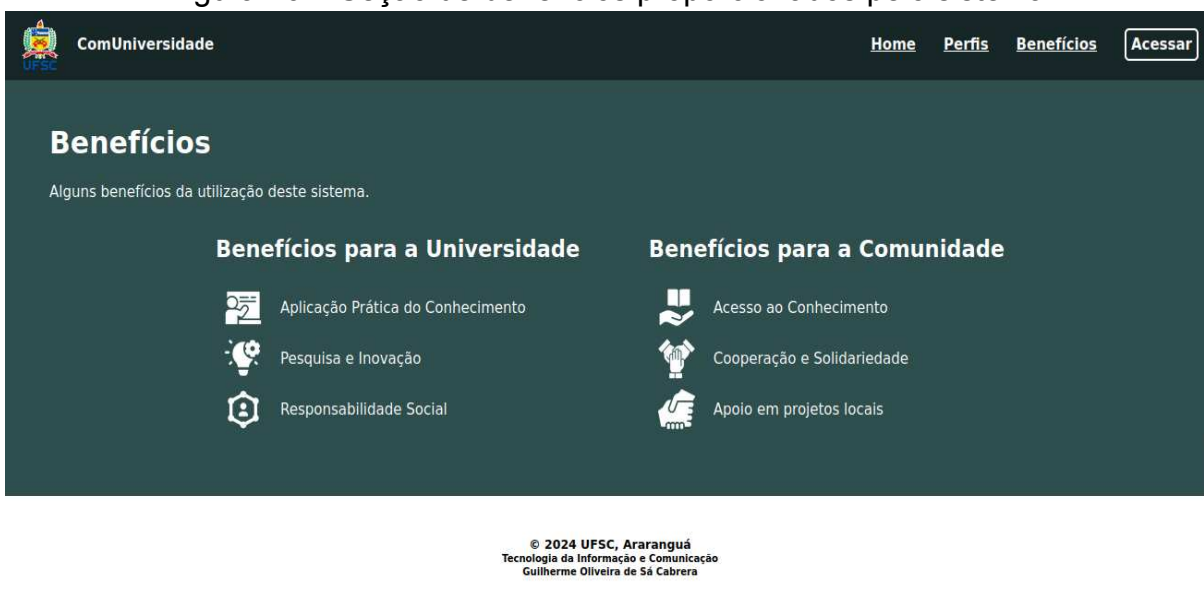 UFSC
ComUniversidade
Home Perfis Benefícios Acessar
Benefícios
Alguns benefícios da utilização deste sistema.
Benefícios para a Universidade
Aplicação Prática do Conhecimento
Pesquisa e Inovação
Responsabilidade Social
Benefícios para a Comunidade
Acesso ao Conhecimento
Cooperação e Solidariedade
Apoio em projetos locais
© 2024 UFSC, Araranguá
Tecnologia da Informação e Comunicação
Guilherme Oliveira de Sá Cabrera